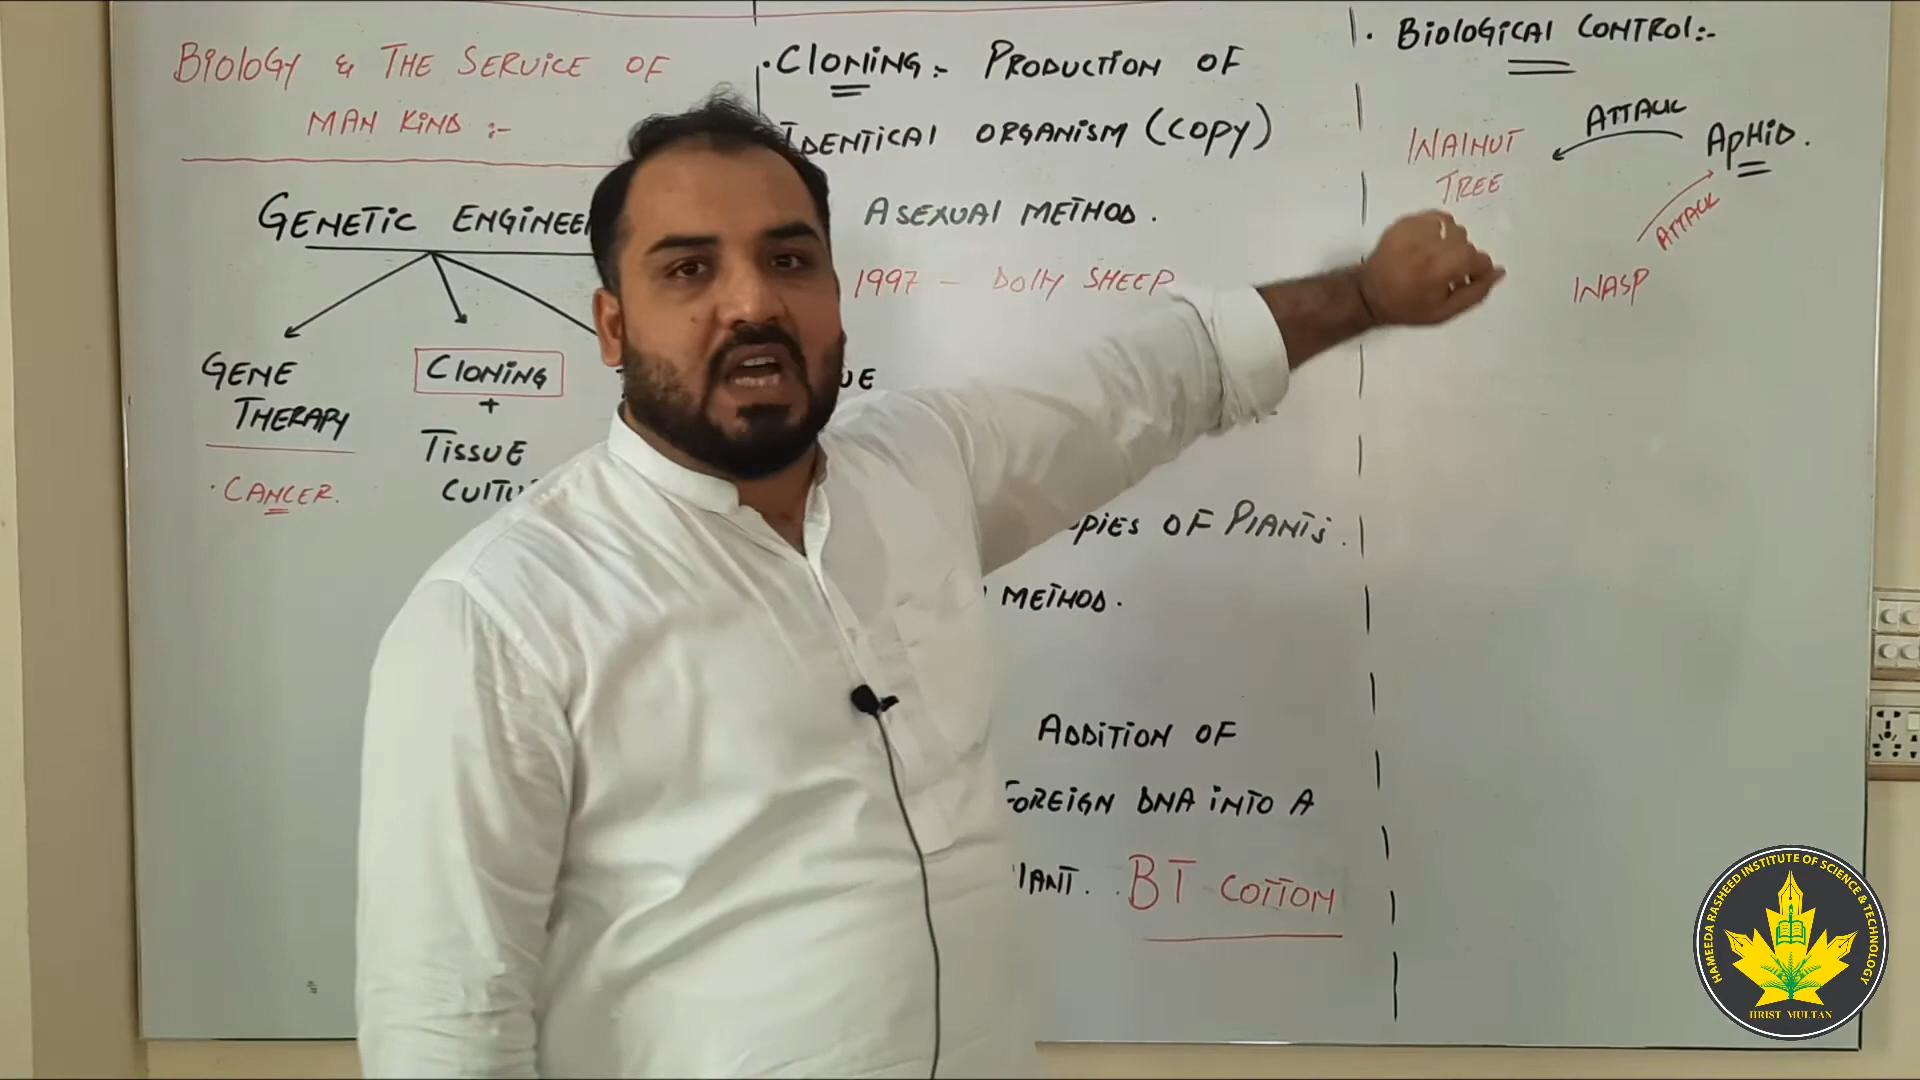 BIOLOGY & THE SERVICE OF
MAN KIND :-
GENETIC ENGINEE
GENE
THERAPY
· CANCER.
CLONING
+
TISSUE
CULTU
· CLONING :- PRODUCTION OF
IDENTICAL ORGANISM (COPY)
ASEXUAL METHOD.
1997 - DOLLY SHEEP
UE
OPIES OF PLANTS.
METHOD.
ADDITION OF
FOREIGN DNA INTO A
PLANT. BT COTTON
· BIOLOGICAL CONTROL:-
WALNUT
TREE
ATTACK
APHID.
ATTACK
WASP
HAMEEDA RASHEED INSTITUTE OF SCIENCE & TECHNOLOGY
HRIST MULTAN